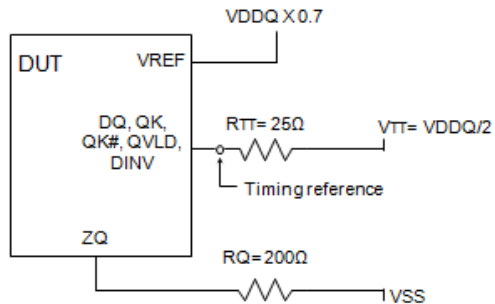 VDDQ X 0.7
DUT
VREF
DQ, QK,
QK#, QVLD,
DINV
RTT= 25Ω
VTT= VDDQ/2
Timing reference
ZQ
RQ= 200Ω
VSS